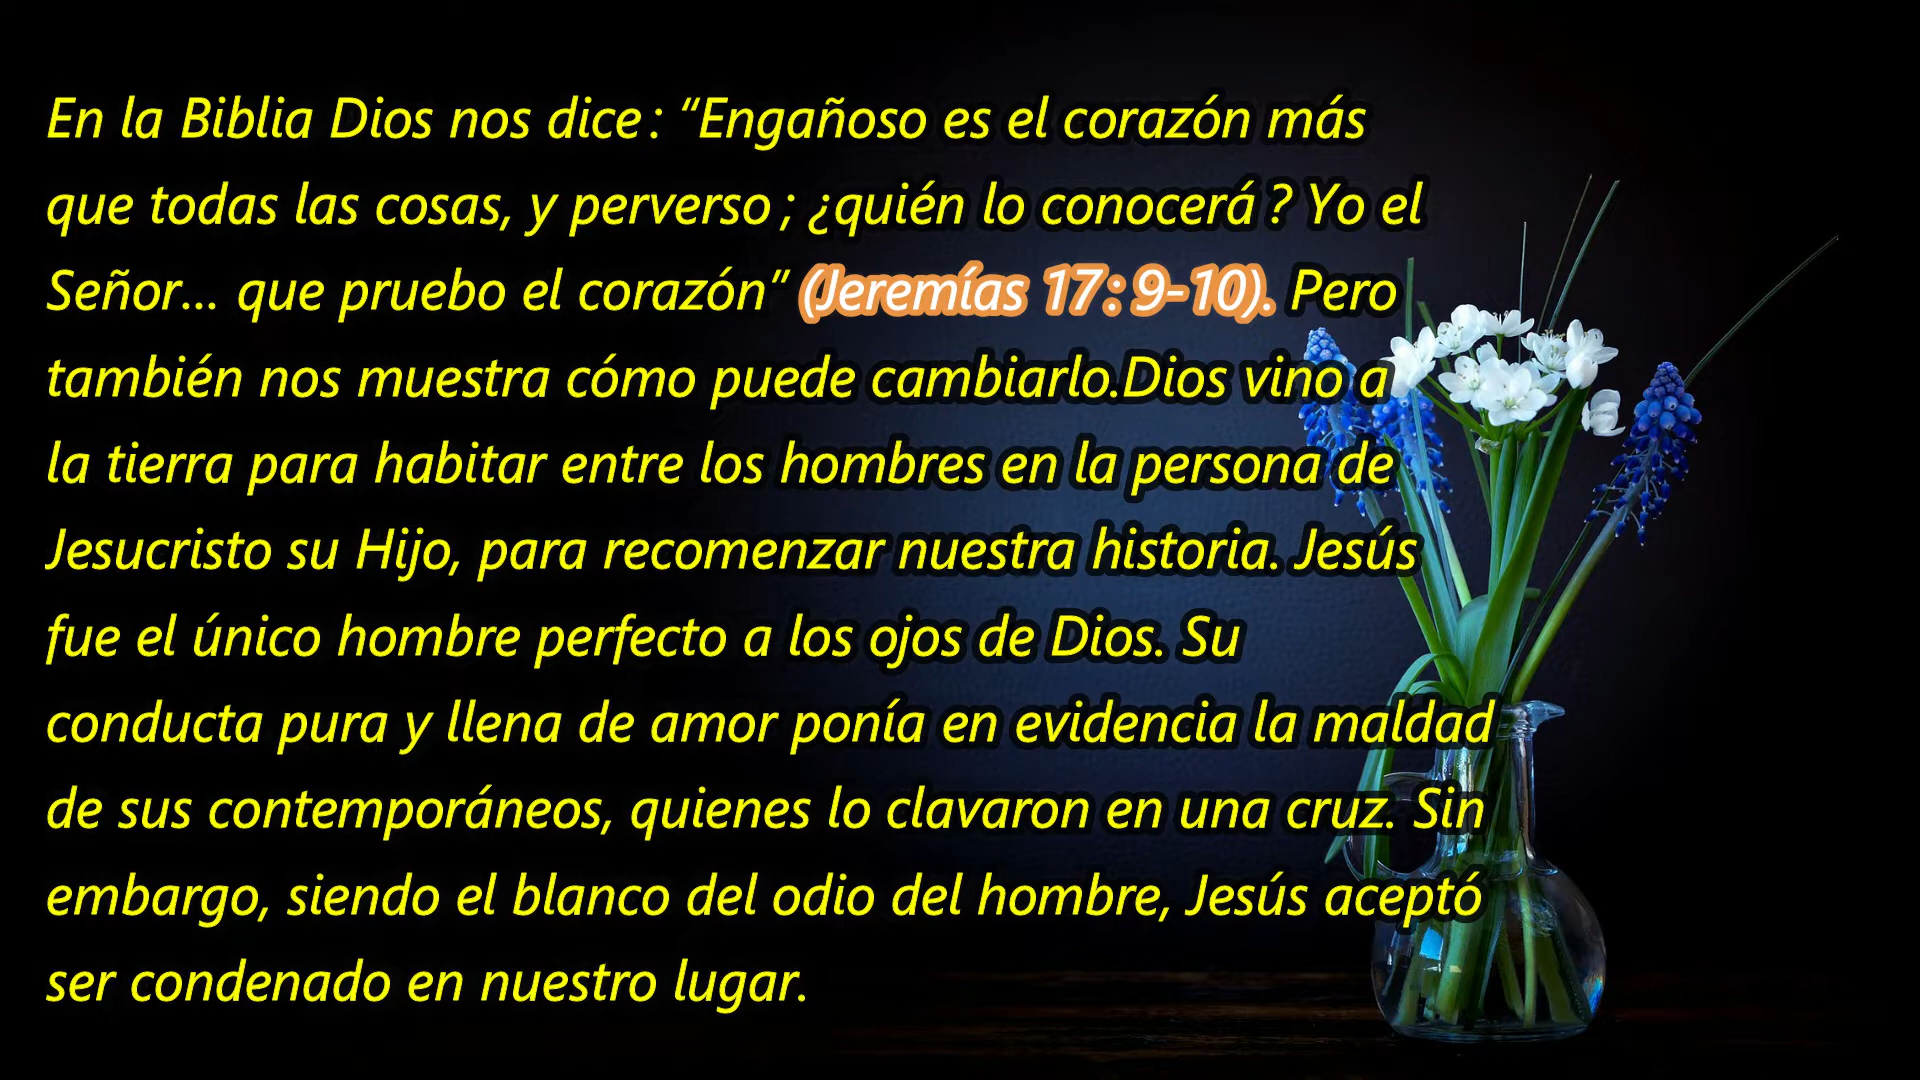 En la Biblia Dios nos dice: “Engañoso es el corazón más
que todas las cosas, y perverso; ¿quién lo conocerá? Yo el
Señor... que pruebo el corazón” (Jeremías 17:9-10). Pero
también nos muestra cómo puede cambiarlo.Dios vino a
la tierra para habitar entre los hombres en la persona de
Jesucristo su Hijo, para recomenzar nuestra historia. Jesús
fue el único hombre perfecto a los ojos de Dios. Su
conducta pura y llena de amor ponía en evidencia la maldad
de sus contemporáneos, quienes lo clavaron en una cruz. Sin
embargo, siendo el blanco del odio del hombre, Jesús aceptó
ser condenado en nuestro lugar.